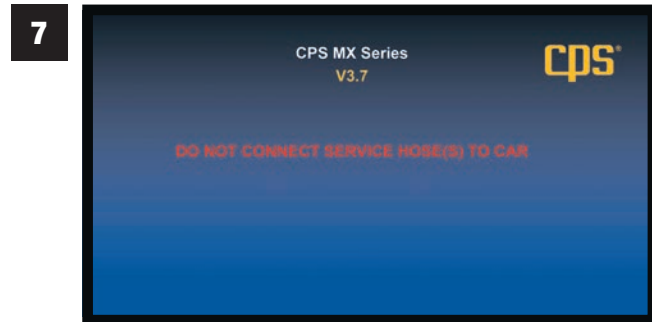 7
CPS MX Series
cps®
V3.7
DO NOT CONNECT SERVICE HOSE(S) TO CAR